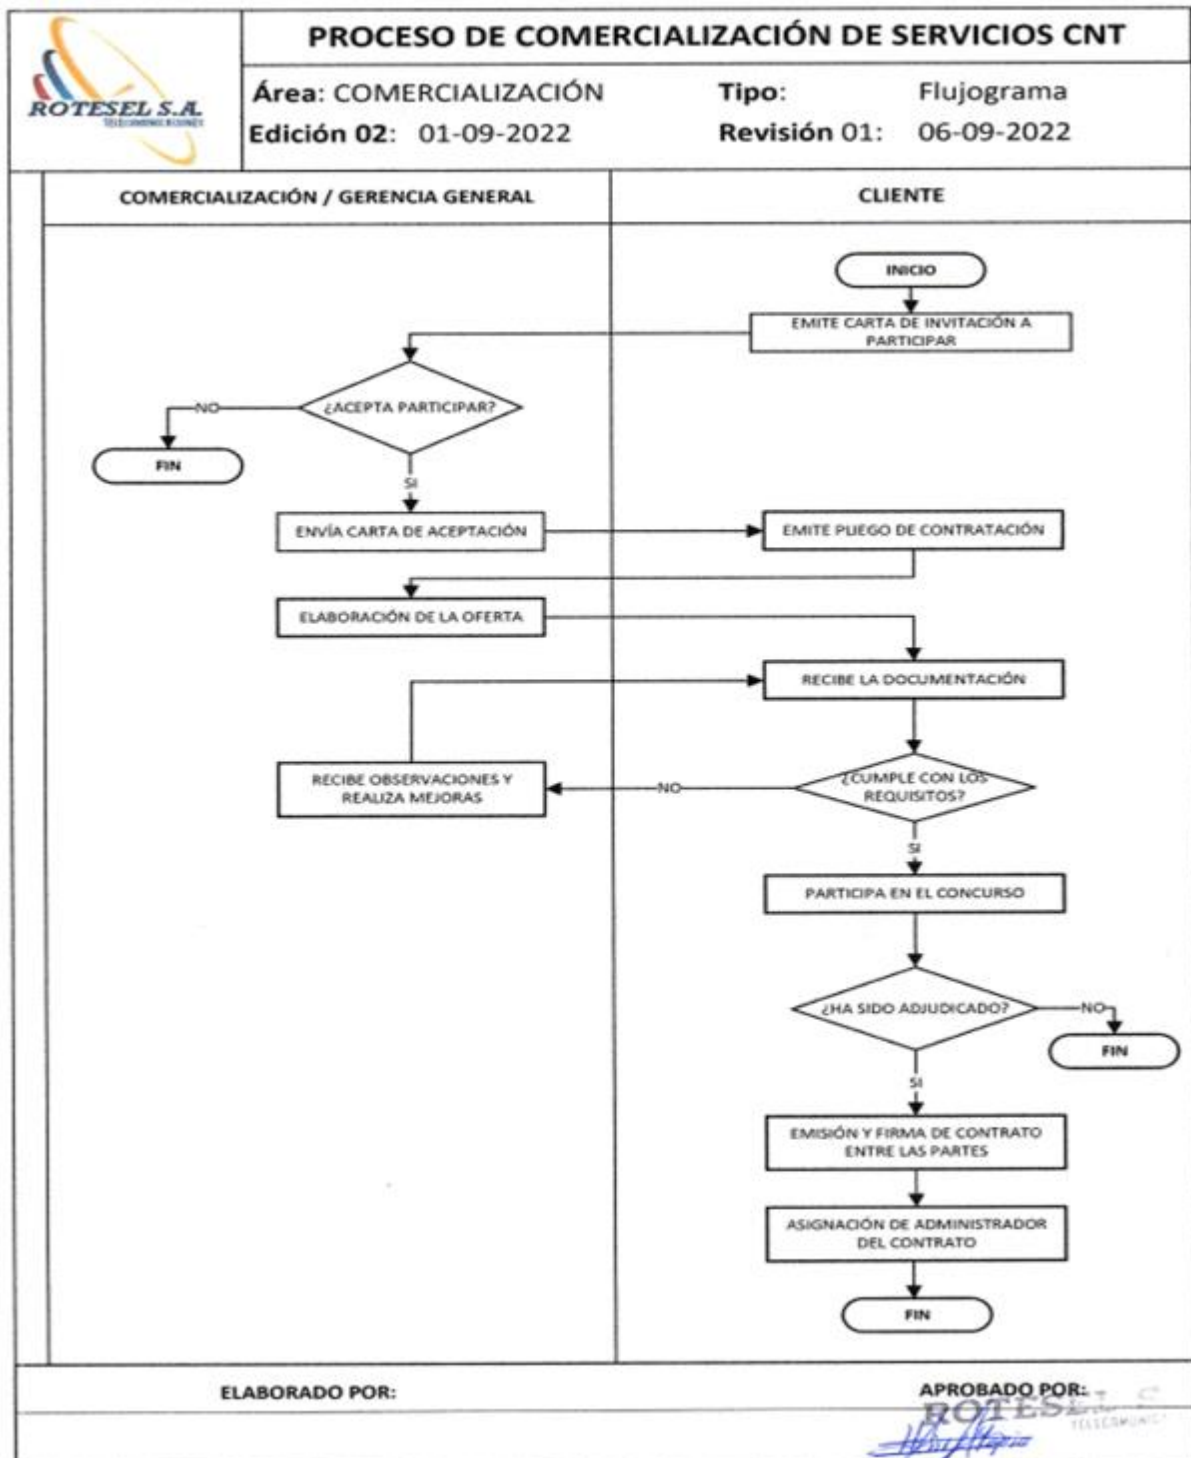 PROCESO DE COMERCIALIZACIÓN DE SERVICIOS CNT
ROTESEL S.A.
TELECOMUNICACIONES
Área: COMERCIALIZACIÓN Tipo: Flujograma
Edición 02: 01-09-2022 Revisión 01: 06-09-2022
COMERCIALIZACIÓN / GERENCIA GENERAL CLIENTE
INICIO
EMITE CARTA DE INVITACIÓN A
PARTICIPAR
¿ACEPTA PARTICIPAR?
NO
FIN
SI
ENVÍA CARTA DE ACEPTACIÓN
EMITE PLIEGO DE CONTRATACIÓN
ELABORACIÓN DE LA OFERTA
RECIBE LA DOCUMENTACIÓN
¿CUMPLE CON LOS
REQUISITOS?
NO
RECIBE OBSERVACIONES Y
REALIZA MEJORAS
SI
PARTICIPA EN EL CONCURSO
¿HA SIDO ADJUDICADO?
NO
FIN
SI
EMISIÓN Y FIRMA DE CONTRATO
ENTRE LAS PARTES
ASIGNACIÓN DE ADMINISTRADOR
DEL CONTRATO
FIN
ELABORADO POR: APROBADO POR:
ROTESEL